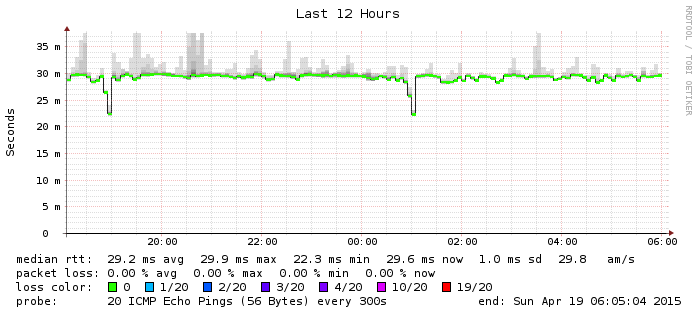 Last 12 Hours
RRDTOOL / TOBI OETIKER
Seconds
35 m
30 m
25 m
20 m
15 m
10 m
5 m
0
20:00 22:00 00:00 02:00 04:00 06:00
median rtt: 29.2 ms avg 29.9 ms max 22.3 ms min 29.6 ms now 1.0 ms sd 29.8 am/s
packet loss: 0.00 % avg 0.00 % max 0.00 % min 0.00 % now
loss color: 0 1/20 2/20 3/20 4/20 10/20 19/20
probe: 20 ICMP Echo Pings (56 Bytes) every 300s end: Sun Apr 19 06:05:04 2015